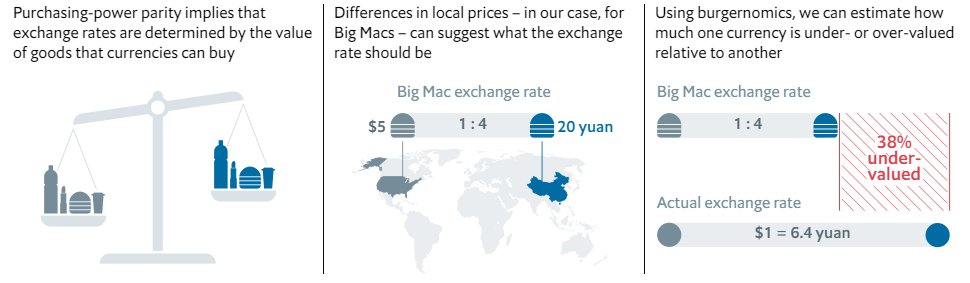 Purchasing-power parity implies that
exchange rates are determined by the value
of goods that currencies can buy
Differences in local prices – in our case, for
Big Macs – can suggest what the exchange
rate should be
Big Mac exchange rate
$5
1 : 4
20 yuan
Using burgernomics, we can estimate how
much one currency is under- or over-valued
relative to another
Big Mac exchange rate
1 : 4
38%
under-
valued
Actual exchange rate
$1 = 6.4 yuan